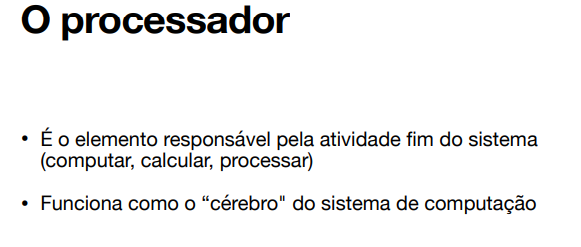 O processador
• É o elemento responsável pela atividade fim do sistema
(computar, calcular, processar)
• Funciona como o “cérebro" do sistema de computação